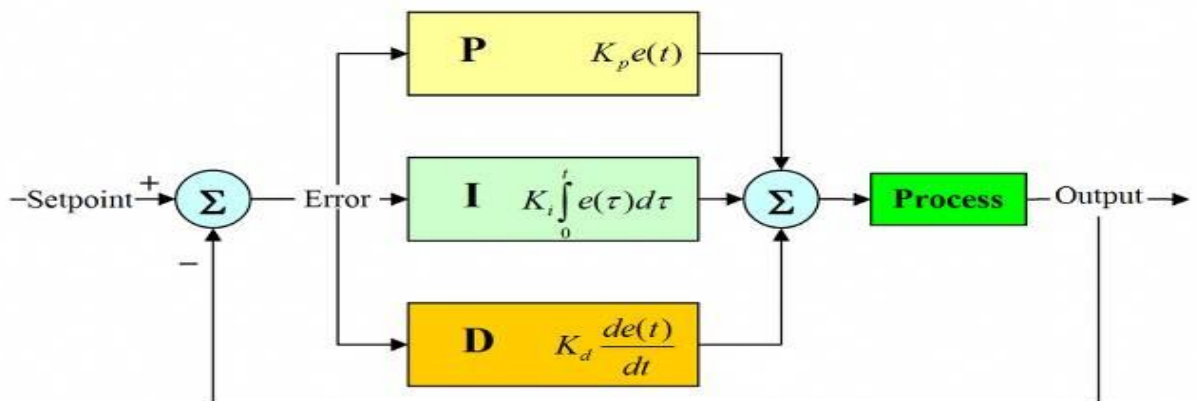 P K_p e(t)
–Setpoint + Σ Error I K_i ∫_0^t e(τ)dτ Σ Process Output
–
D K_d de(t)/dt